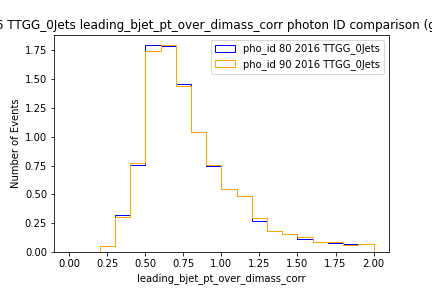 TTGG_0Jets leading_bjet_pt_over_dimass_corr photon ID comparison
pho_id 80 2016 TTGG_0Jets
pho_id 90 2016 TTGG_0Jets
Number of Events
1.75
1.50
1.25
1.00
0.75
0.50
0.25
0.00
0.00 0.25 0.50 0.75 1.00 1.25 1.50 1.75 2.00
leading_bjet_pt_over_dimass_corr